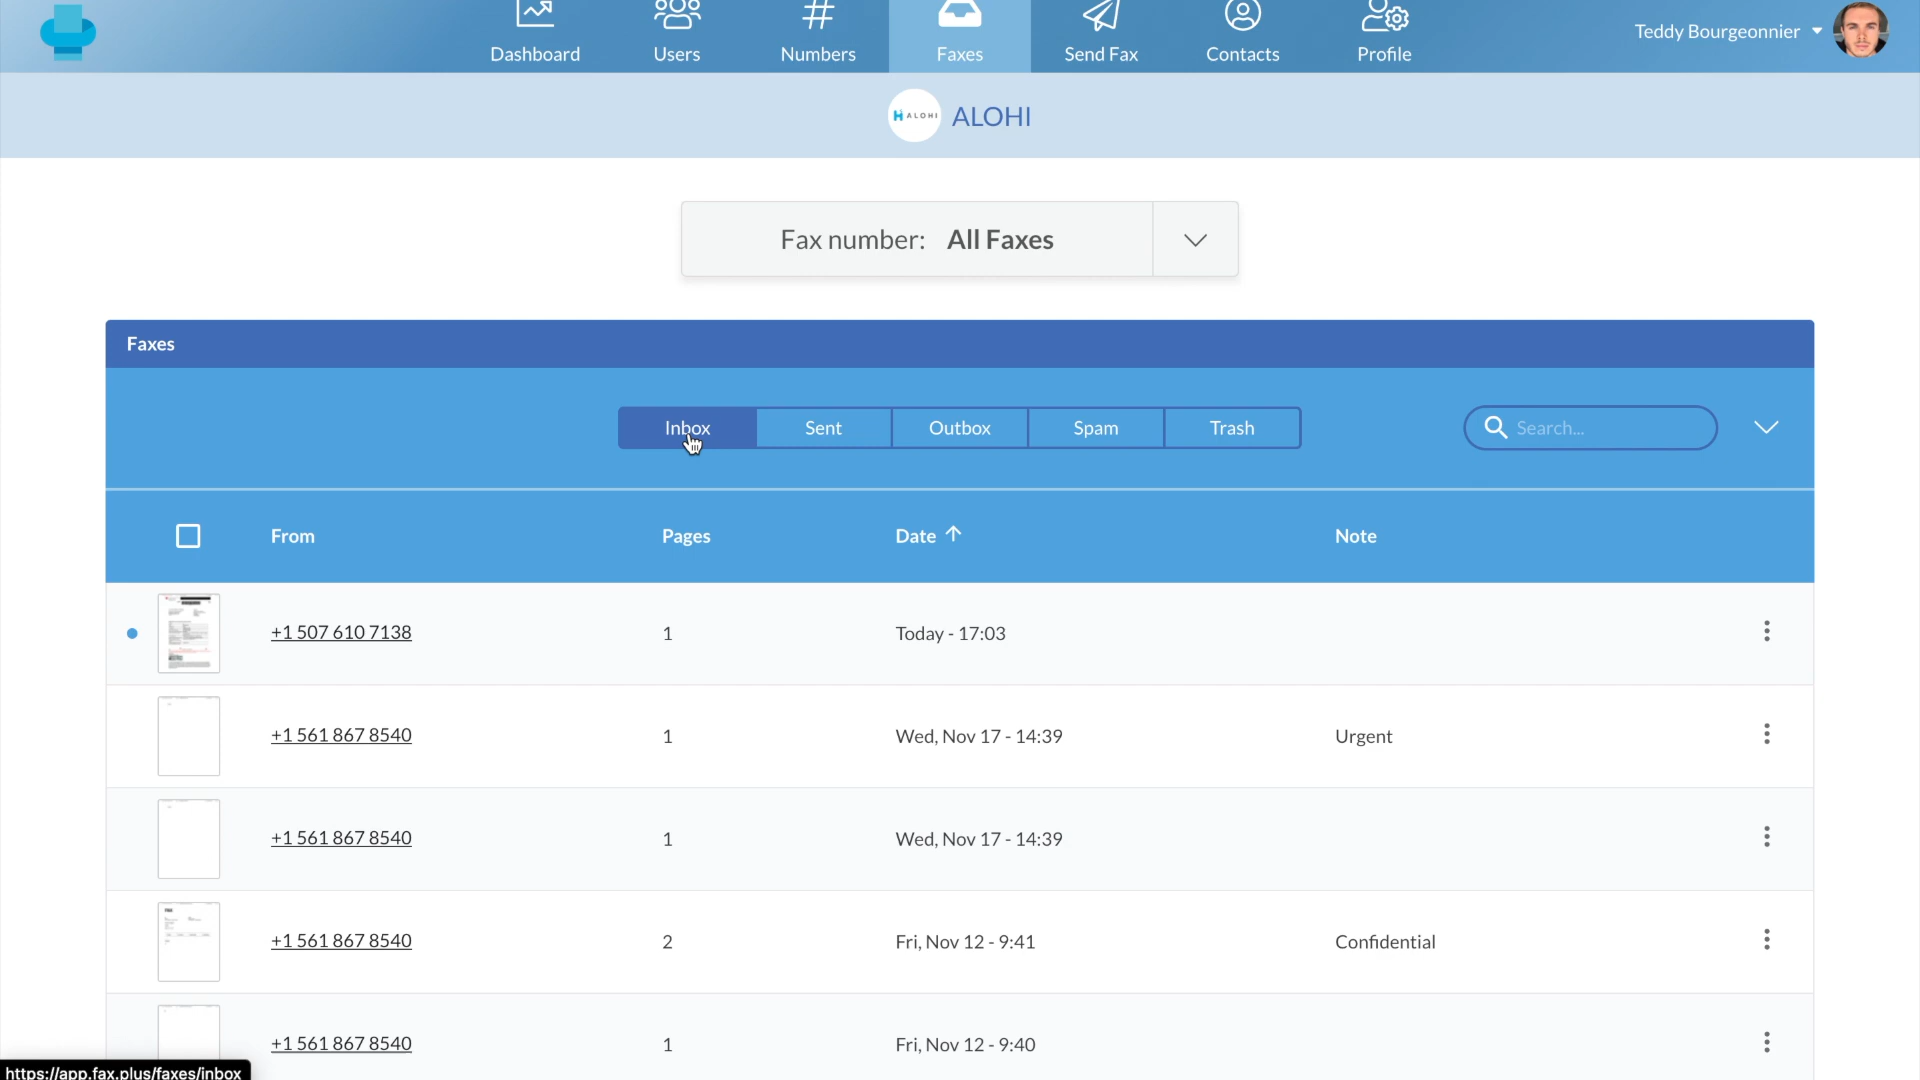 Dashboard
Users
Numbers
Faxes
Send Fax
Contacts
Profile
Teddy Bourgeonnier
ALOHI ALOHI
Fax number: All Faxes
Faxes
Inbox
Sent
Outbox
Spam
Trash
Search...
From Pages Date Note
+1 507 610 7138 1 Today - 17:03
+1 561 867 8540 1 Wed, Nov 17 - 14:39 Urgent
+1 561 867 8540 1 Wed, Nov 17 - 14:39
+1 561 867 8540 2 Fri, Nov 12 - 9:41 Confidential
+1 561 867 8540 1 Fri, Nov 12 - 9:40
https://app.fax.plus/faxes/inbox